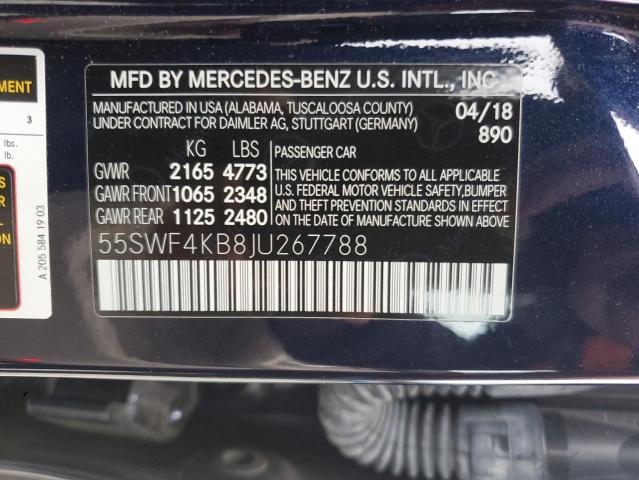 MFD BY MERCEDES-BENZ U.S. INTL., INC.
MANUFACTURED IN USA (ALABAMA, TUSCALOOSA COUNTY)
UNDER CONTRACT FOR DAIMLER AG, STUTTGART (GERMANY)
04/18
890
KG LBS
GVWR 2165 4773
GAWR FRONT 1065 2348
GAWR REAR 1125 2480
PASSENGER CAR
THIS VEHICLE CONFORMS TO ALL APPLICABLE
U.S. FEDERAL MOTOR VEHICLE SAFETY, BUMPER
AND THEFT PREVENTION STANDARDS IN EFFECT
ON THE DATE OF MANUFACTURE SHOWN ABOVE.
55SWF4KB8JU267788
3
lbs.
lb.
A 205 584 19 03